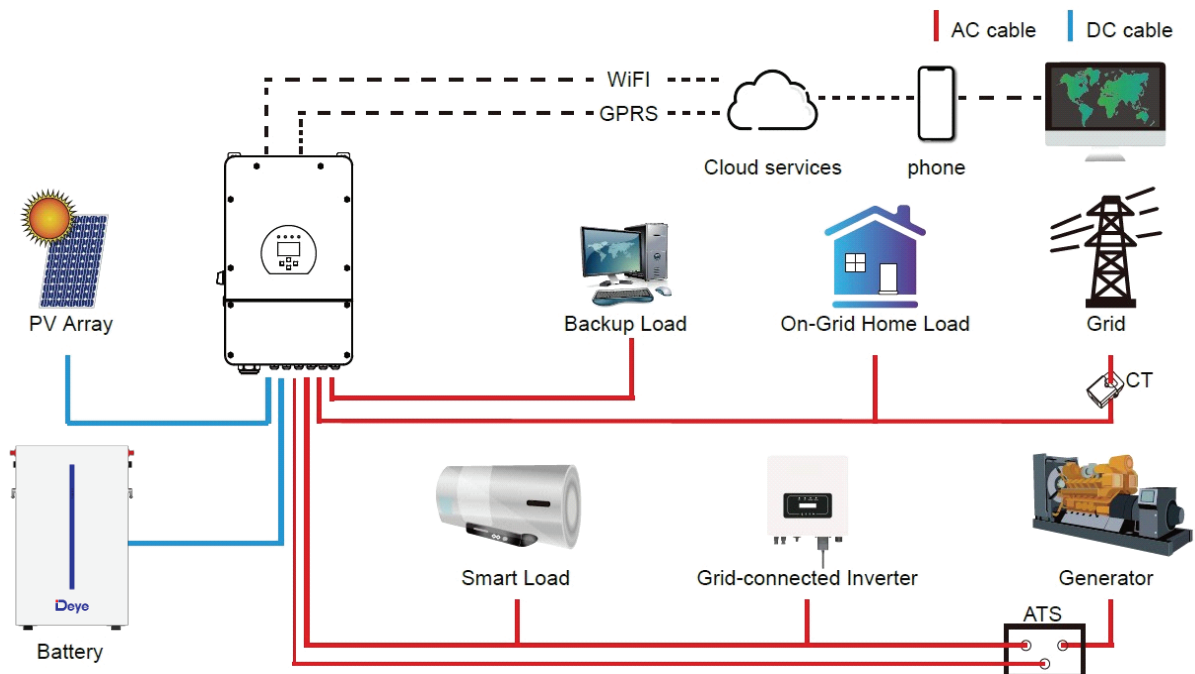 AC cable
DC cable
WiFI
GPRS
Cloud services
phone
PV Array
Backup Load
On-Grid Home Load
Grid
CT
Deye
Battery
Smart Load
Grid-connected Inverter
Generator
ATS